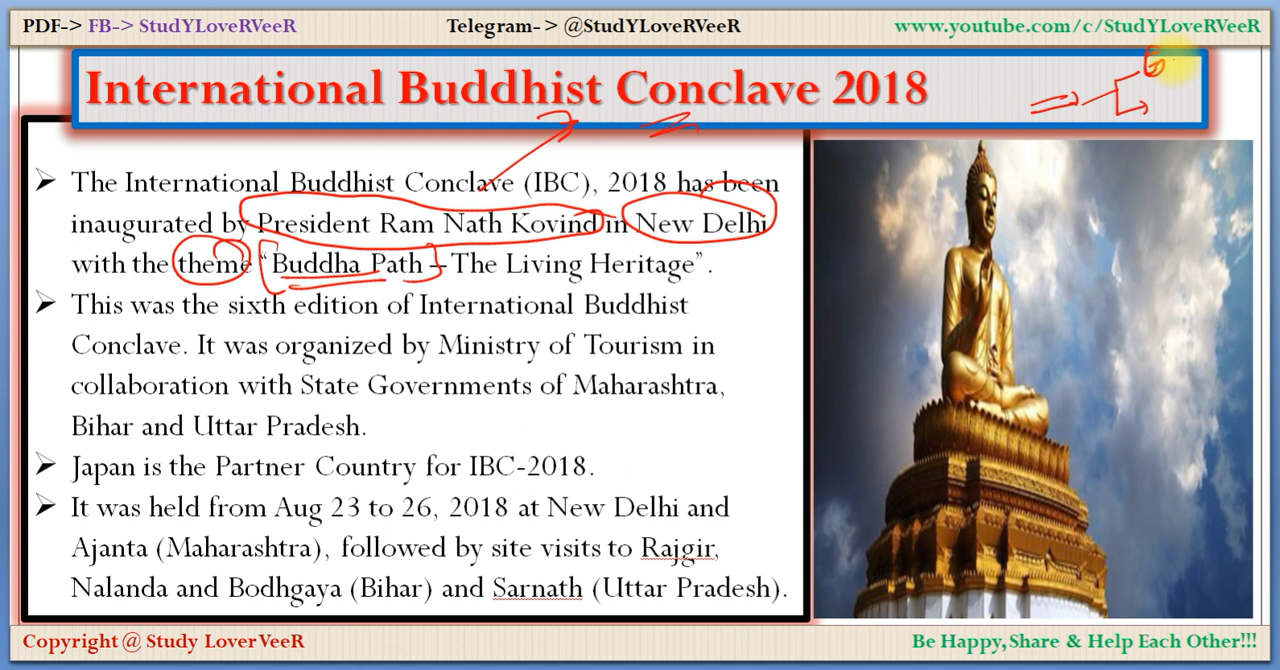 PDF-> FB-> StudYLoveRVeeR Telegram-> @StudYLoveRVeeR www.youtube.com/c/StudYLoveRVeeR
International Buddhist Conclave 2018
The International Buddhist Conclave (IBC), 2018 has been
inaugurated by President Ram Nath Kovind in New Delhi
with the theme “Buddha Path – The Living Heritage”.
This was the sixth edition of International Buddhist
Conclave. It was organized by Ministry of Tourism in
collaboration with State Governments of Maharashtra,
Bihar and Uttar Pradesh.
Japan is the Partner Country for IBC-2018.
It was held from Aug 23 to 26, 2018 at New Delhi and
Ajanta (Maharashtra), followed by site visits to Rajgir,
Nalanda and Bodhgaya (Bihar) and Sarnath (Uttar Pradesh).
Copyright @ Study LoverVeeR Be Happy,Share & Help Each Other!!!